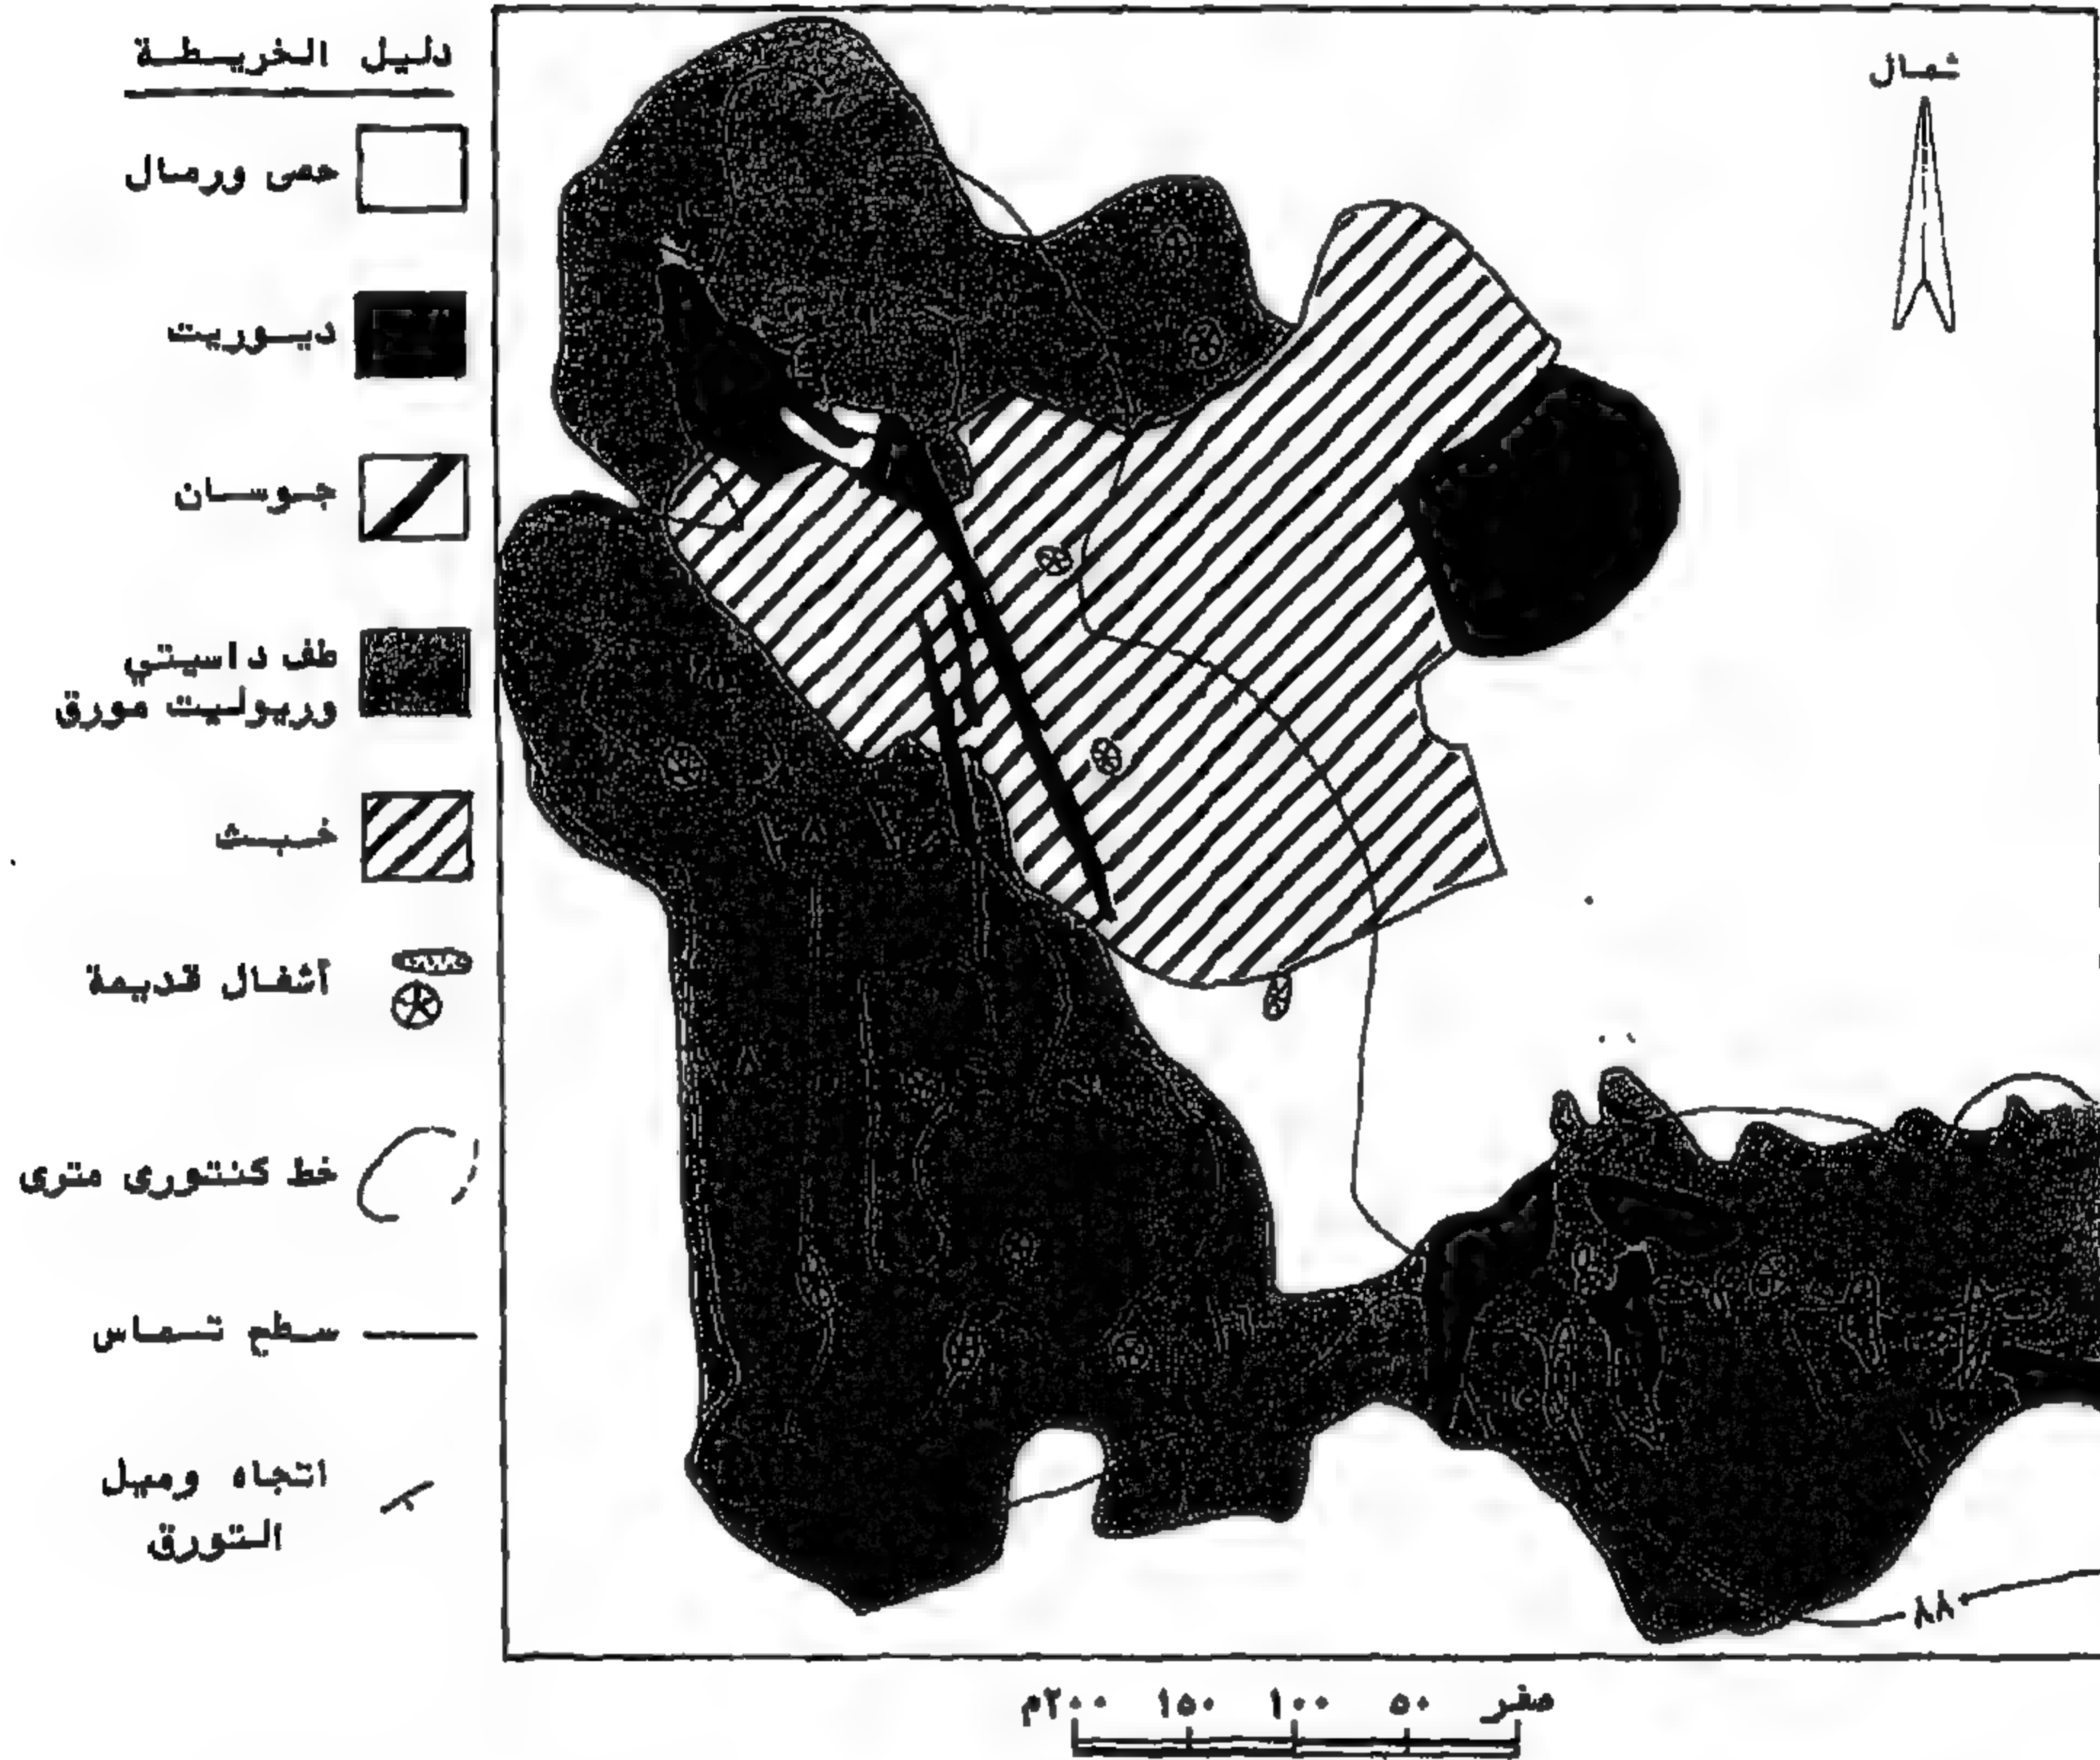 دليل الخريطة
شمال
حصى ورمال
ديوريت
جوسان
طف داسيتي
وريوليت مورق
خبث
أشغال قديمة
خط كنتورى مترى
سطح تماس
اتجاه وميل
التورق
٨٨
صفر ٥٠ ١٠٠ ١٥٠ ٢٠٠م